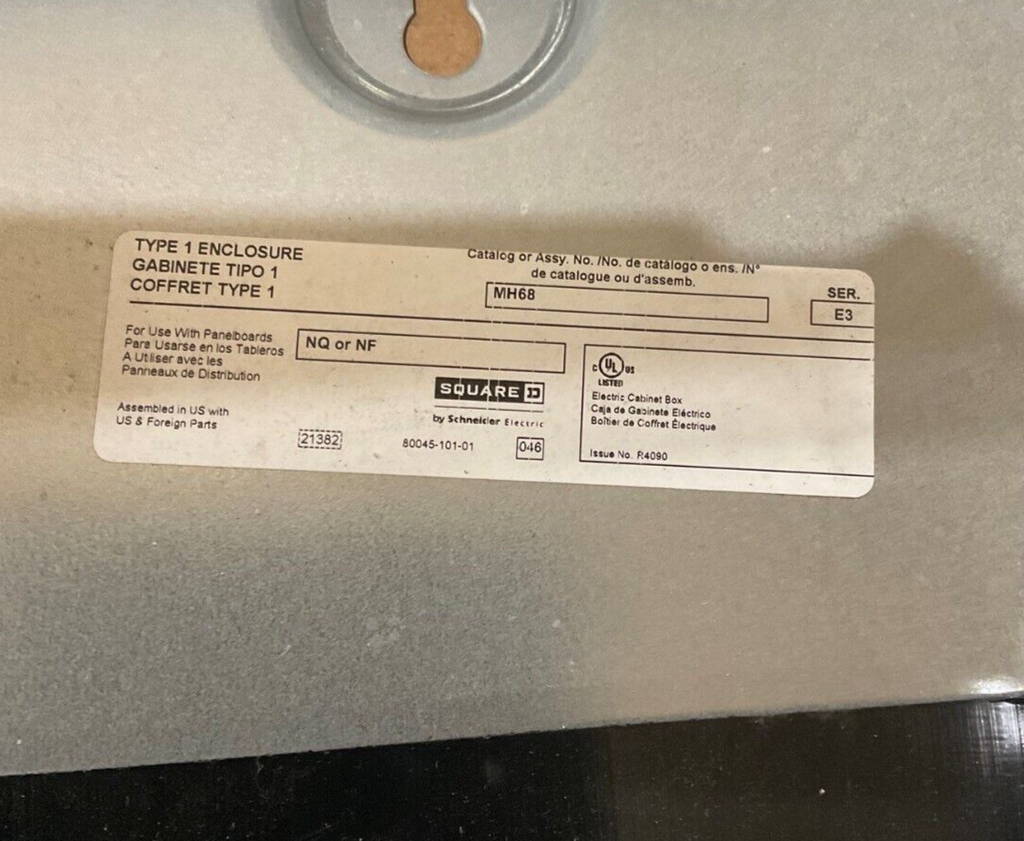 TYPE 1 ENCLOSURE
GABINETE TIPO 1
COFFRET TYPE 1
Catalog or Assy. No. /No. de catálogo o ens. /N°
de catalogue ou d'assemb.
MH68
SER.
E3
For Use With Panelboards
Para Usarse en los Tableros
A Utiliser avec les
Panneaux de Distribution
NQ or NF
SQUARE D
by Schneider Electric
Assembled in US with
US & Foreign Parts
21382
80045-101-01
046
C UL US
LISTED
Electric Cabinet Box
Caja de Gabinete Eléctrico
Boîtier de Coffret Électrique
Issue No. R4090